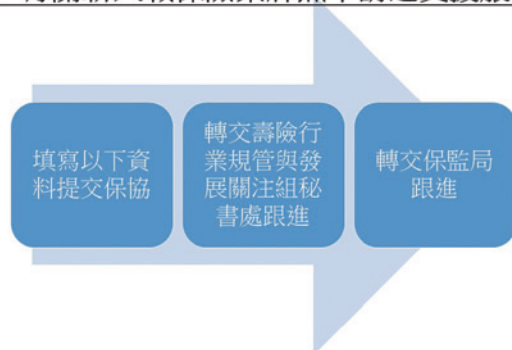 填寫以下資
料提交保協
轉交壽險行
業規管與發
展關注組秘
書處跟進
轉交保監局
跟進